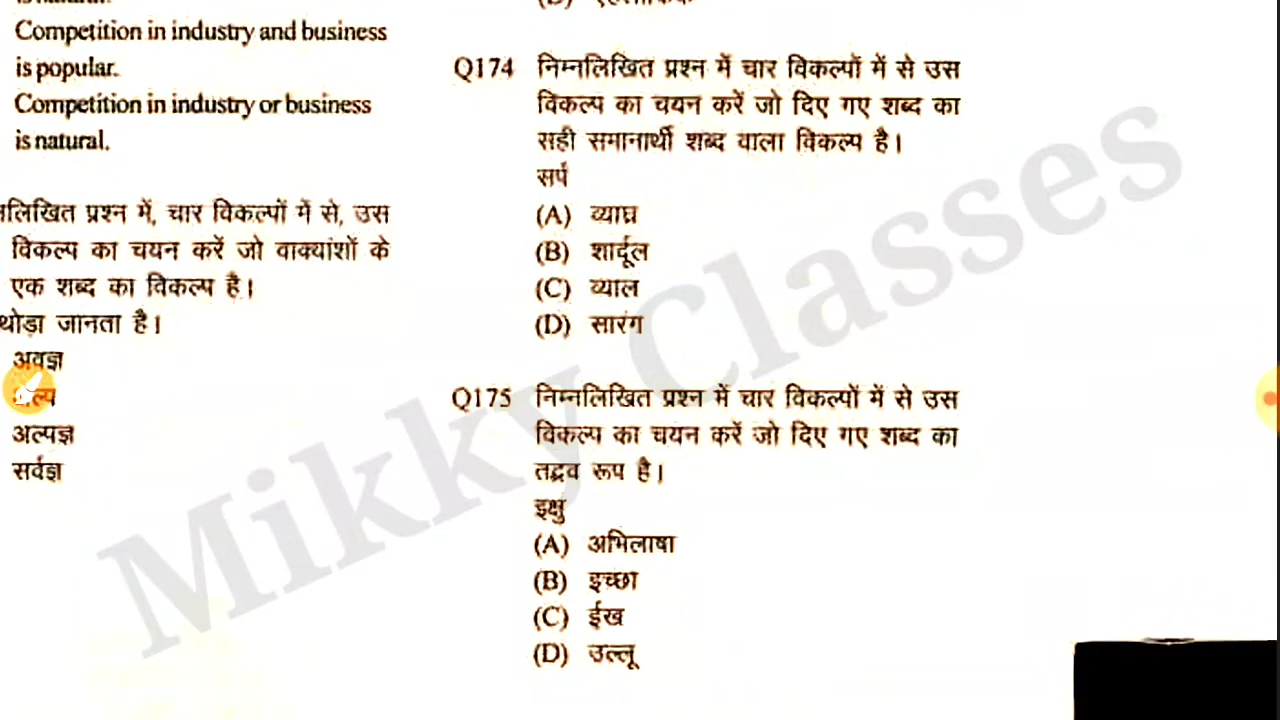 Competition in industry and business
is popular.
Competition in industry or business
is natural.
प्रश्न में, चार विकल्पों में से, उस
विकल्प का चयन करें जो वाक्यांशों के
एक शब्द का विकल्प है।
थोड़ा जानता है।
अवज्ञ
अल्पज्ञ
सर्वज्ञ
Q174 निम्नलिखित प्रश्न में चार विकल्पों में से उस
विकल्प का चयन करें जो दिए गए शब्द का
सही समानार्थी शब्द वाला विकल्प है।
सर्प
(A) व्याघ्र
(B) शार्दूल
(C) व्याल
(D) सारंग
Q175 निम्नलिखित प्रश्न में चार विकल्पों में से उस
विकल्प का चयन करें जो दिए गए शब्द का
तद्भव रूप है।
इक्षु
(A) अभिलाषा
(B) इच्छा
(C) ईख
(D) उल्लू
Mikky Classes